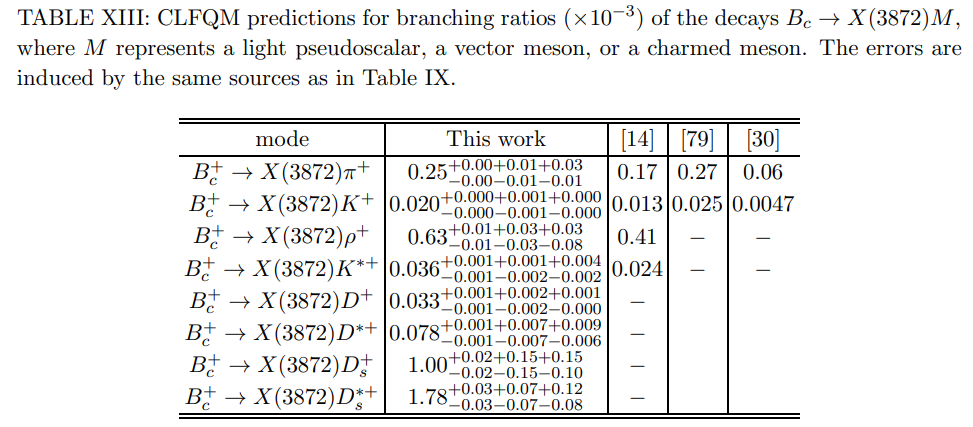 TABLE XIII: CLFQM predictions for branching ratios (×10⁻³) of the decays B_c → X(3872)M,
where M represents a light pseudoscalar, a vector meson, or a charmed meson. The errors are
induced by the same sources as in Table IX.
mode This work [14] [79] [30]
B_c^+ → X(3872)π^+ 0.25^{+0.00+0.01+0.03}_{−0.00−0.01−0.01} 0.17 0.27 0.06
B_c^+ → X(3872)K^+ 0.020^{+0.000+0.001+0.000}_{−0.000−0.001−0.000} 0.013 0.025 0.0047
B_c^+ → X(3872)ρ^+ 0.63^{+0.01+0.03+0.03}_{−0.01−0.03−0.08} 0.41 − −
B_c^+ → X(3872)K^{*+} 0.036^{+0.001+0.001+0.004}_{−0.001−0.002−0.002} 0.024 − −
B_c^+ → X(3872)D^+ 0.033^{+0.001+0.002+0.001}_{−0.001−0.002−0.000} −
B_c^+ → X(3872)D^{*+} 0.078^{+0.001+0.007+0.009}_{−0.001−0.007−0.006} −
B_c^+ → X(3872)D_s^+ 1.00^{+0.02+0.15+0.15}_{−0.02−0.15−0.10} −
B_c^+ → X(3872)D_s^{*+} 1.78^{+0.03+0.07+0.12}_{−0.03−0.07−0.08} −